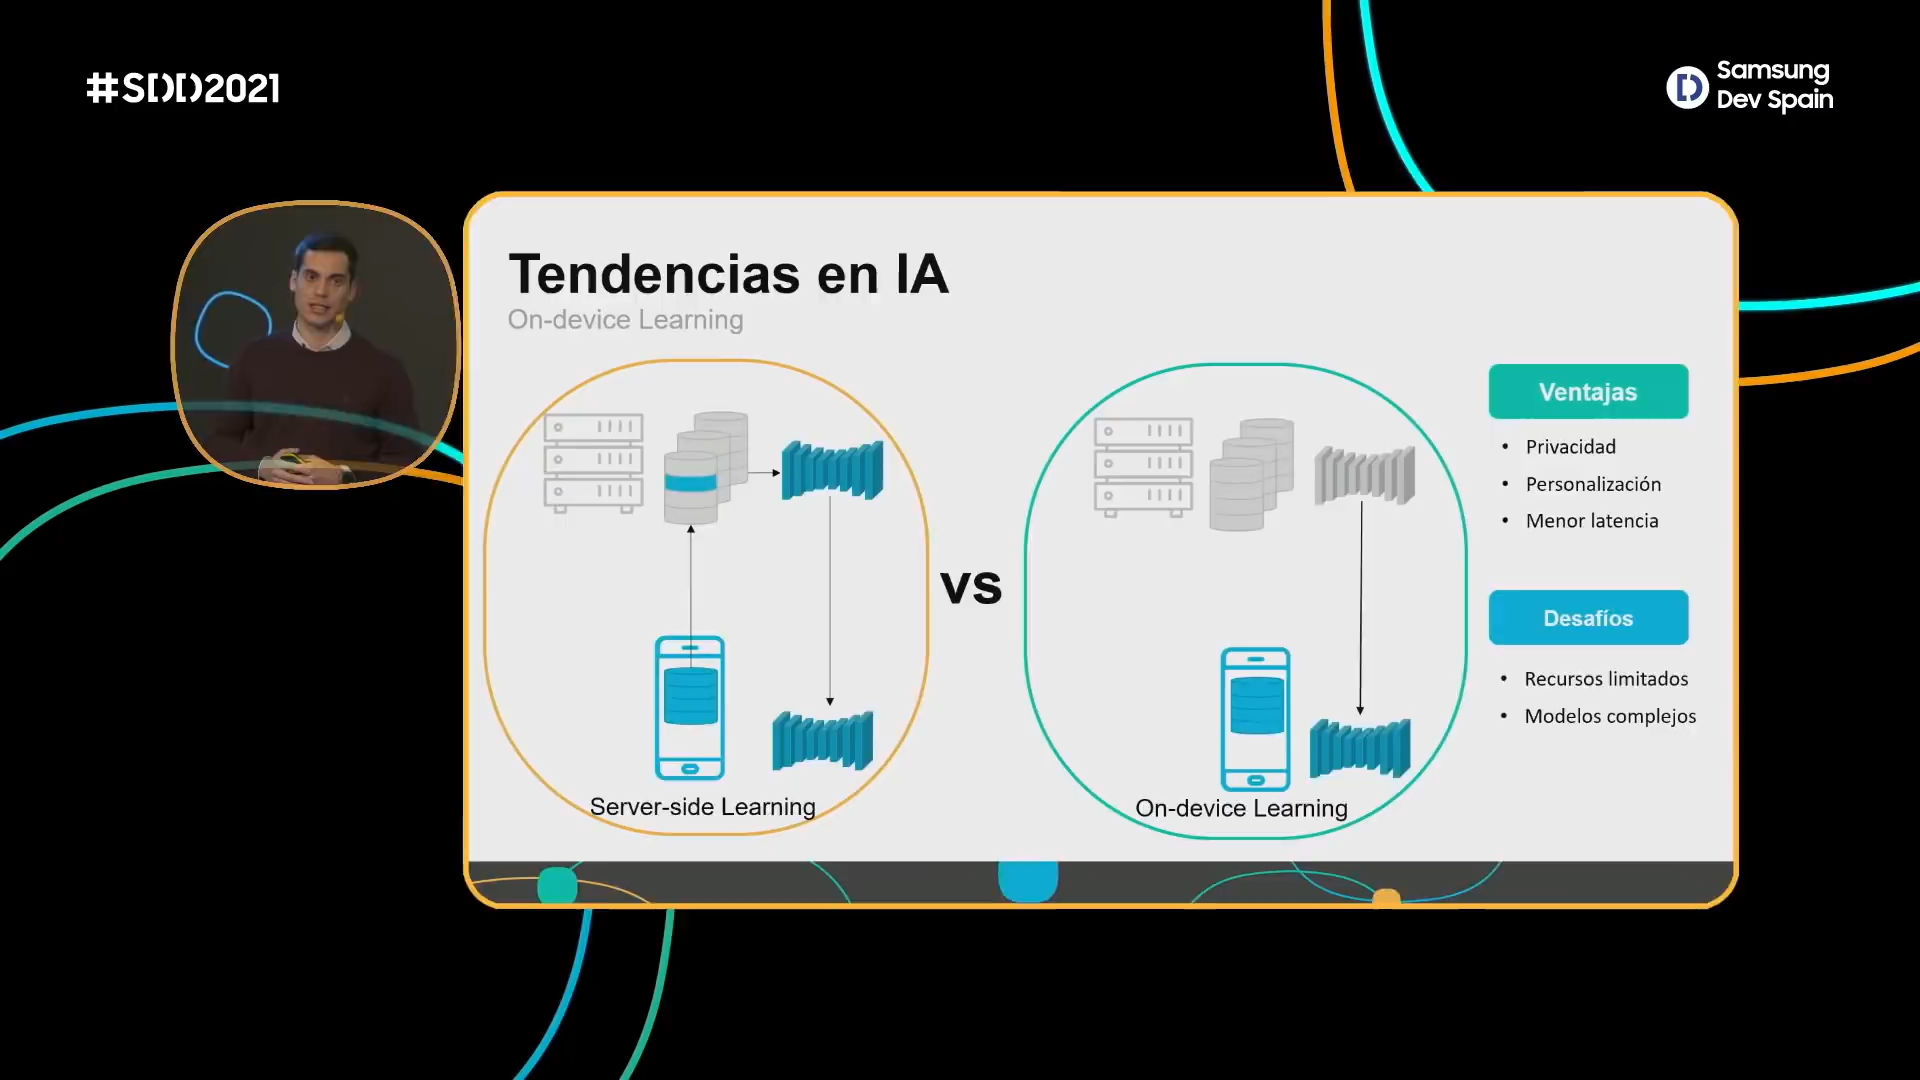 #SDD2021
Samsung
Dev Spain
Tendencias en IA
On-device Learning
vs
Server-side Learning
On-device Learning
Ventajas
• Privacidad
• Personalización
• Menor latencia
Desafíos
• Recursos limitados
• Modelos complejos